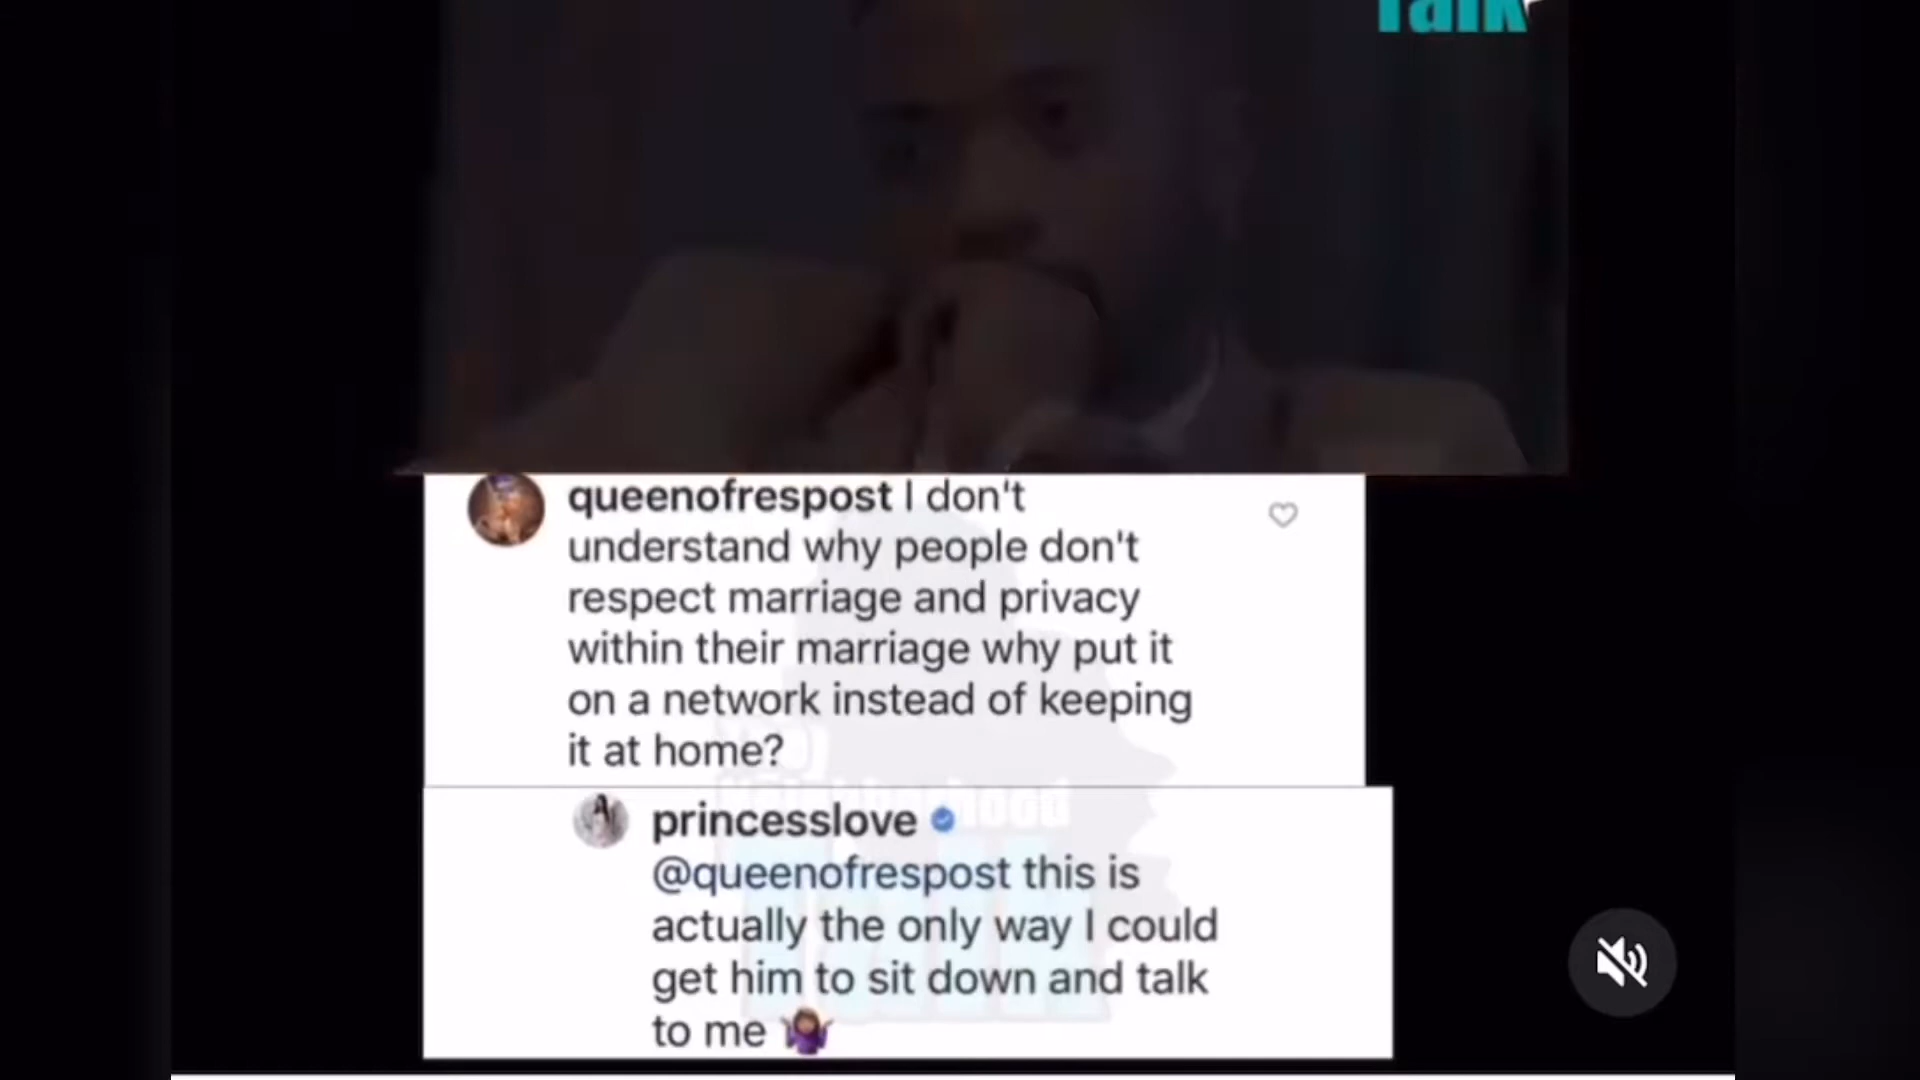 Talk
queenofrespost I don't
understand why people don't
respect marriage and privacy
within their marriage why put it
on a network instead of keeping
it at home?
princesslove
@queenofrespost this is
actually the only way I could
get him to sit down and talk
to me 🤷🏽‍♀️